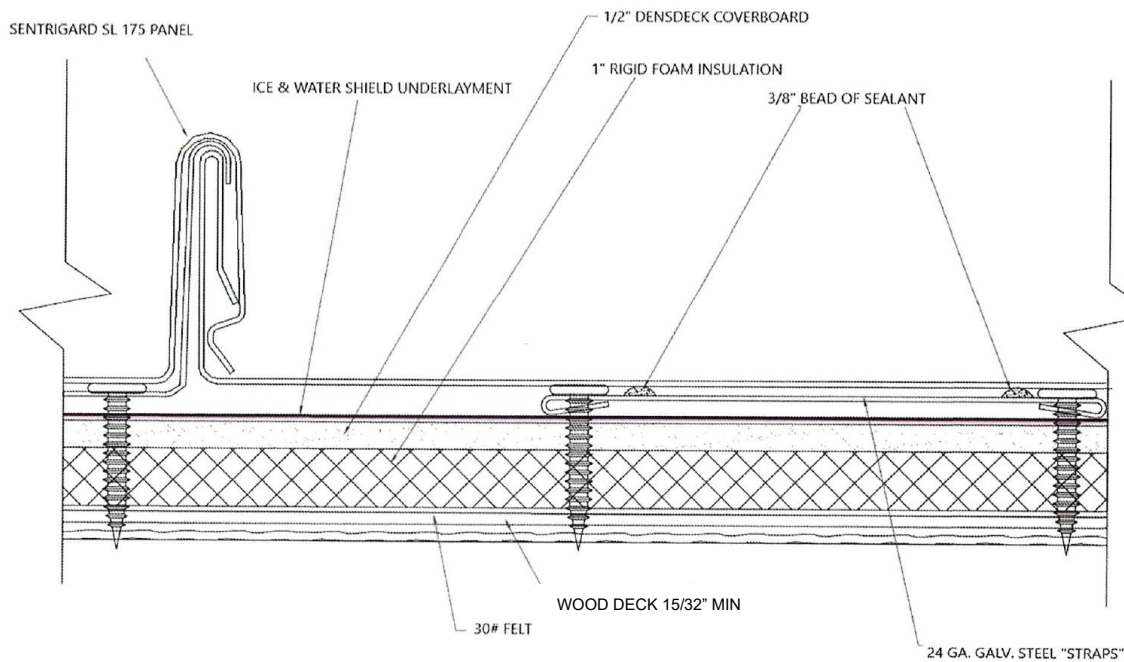 1/2" DENSDECK COVERBOARD
SENTRIGARD SL 175 PANEL
1" RIGID FOAM INSULATION
ICE & WATER SHIELD UNDERLAYMENT
3/8" BEAD OF SEALANT
WOOD DECK 15/32" MIN
30# FELT
24 GA. GALV. STEEL "STRAPS"